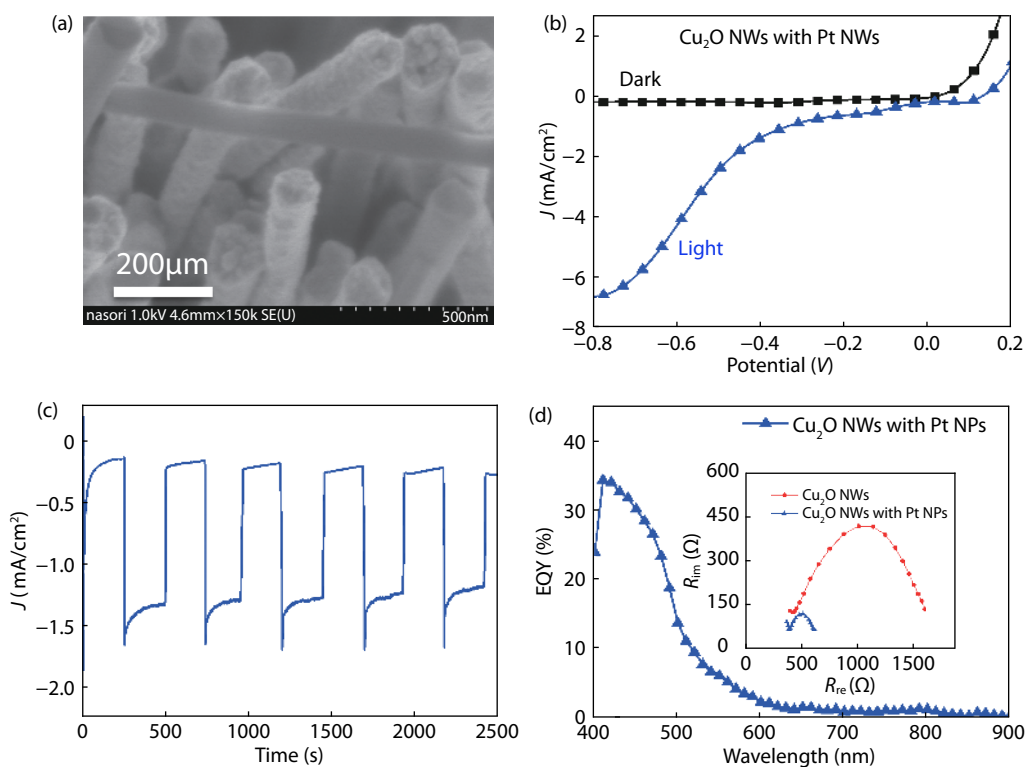 (a)
200μm
nasori 1.0kV 4.6mm×150k SE(U)
500nm
(b)
Cu₂O NWs with Pt NWs
Dark
Light
2
0
−2
−4
−6
−8
J (mA/cm²)
−0.8
−0.6
−0.4
−0.2
0.0
0.2
Potential (V)
(c)
0
−0.5
−1.0
−1.5
−2.0
J (mA/cm²)
0
500
1000
1500
2000
2500
Time (s)
(d)
Cu₂O NWs with Pt NPs
40
30
20
10
0
EQY (%)
400
500
600
700
800
900
Wavelength (nm)
600
450
300
150
0
Rim (Ω)
Cu₂O NWs
Cu₂O NWs with Pt NPs
0
500
1000
1500
Rre (Ω)